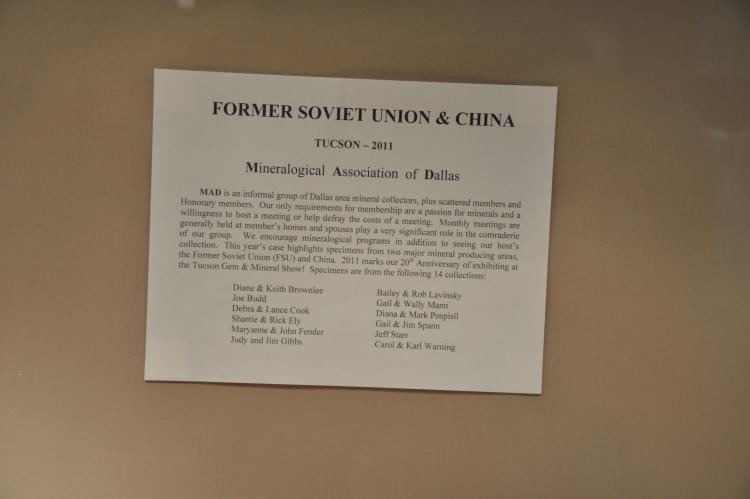 FORMER SOVIET UNION & CHINA
TUCSON – 2011
Mineralogical Association of Dallas
MAD is an informal group of Dallas area mineral collectors, plus scattered members and
Honorary members. Our only requirements for membership are a passion for minerals and a
willingness to host a meeting or help defray the costs of a meeting. Monthly meetings are
generally held at member's homes and spouses play a very significant role in the comraderie
of our group. We encourage mineralogical programs in addition to seeing our host's
collection. This year's case highlights specimens from two major mineral producing areas,
the Former Soviet Union (FSU) and China. 2011 marks our 20th Anniversary of exhibiting at
the Tucson Gem & Mineral Show! Specimens are from the following 14 collections:
Diane & Keith Brownlee
Joe Budd
Debra & Lance Cook
Sharrie & Rick Ely
Maryanne & John Fender
Judy and Jim Gibbs
Bailey & Rob Lavinsky
Gail & Wally Mann
Diana & Mark Pospisil
Gail & Jim Spann
Jeff Starr
Carol & Karl Warning